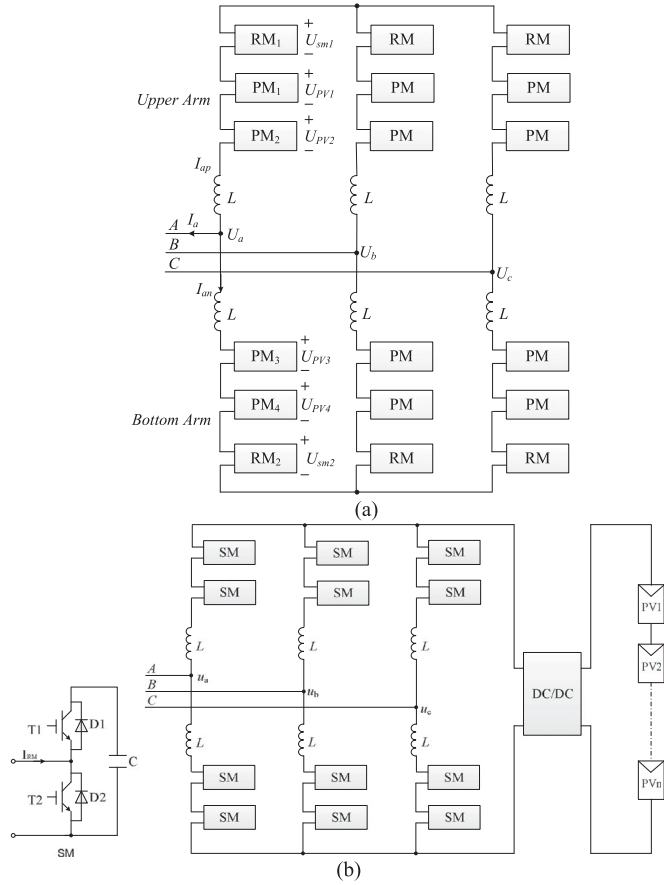 RM1 + Usm1 − RM RM
PM1 + UPV1 − PM PM
Upper Arm
PM2 + UPV2 − PM PM
Iap
L L L
A Ia Ua
B Ub
C Uc
Ian
L L L
PM3 + UPV3 − PM PM
PM4 + UPV4 − PM PM
Bottom Arm
RM2 + Usm2 − RM RM
(a)
SM SM SM
SM SM SM
L L L
A ua
B ub
C uc
L L L
SM SM SM
SM SM SM
DC/DC
PV1
PV2
PVn
T1 D1
IRM
C
T2 D2
SM
(b)